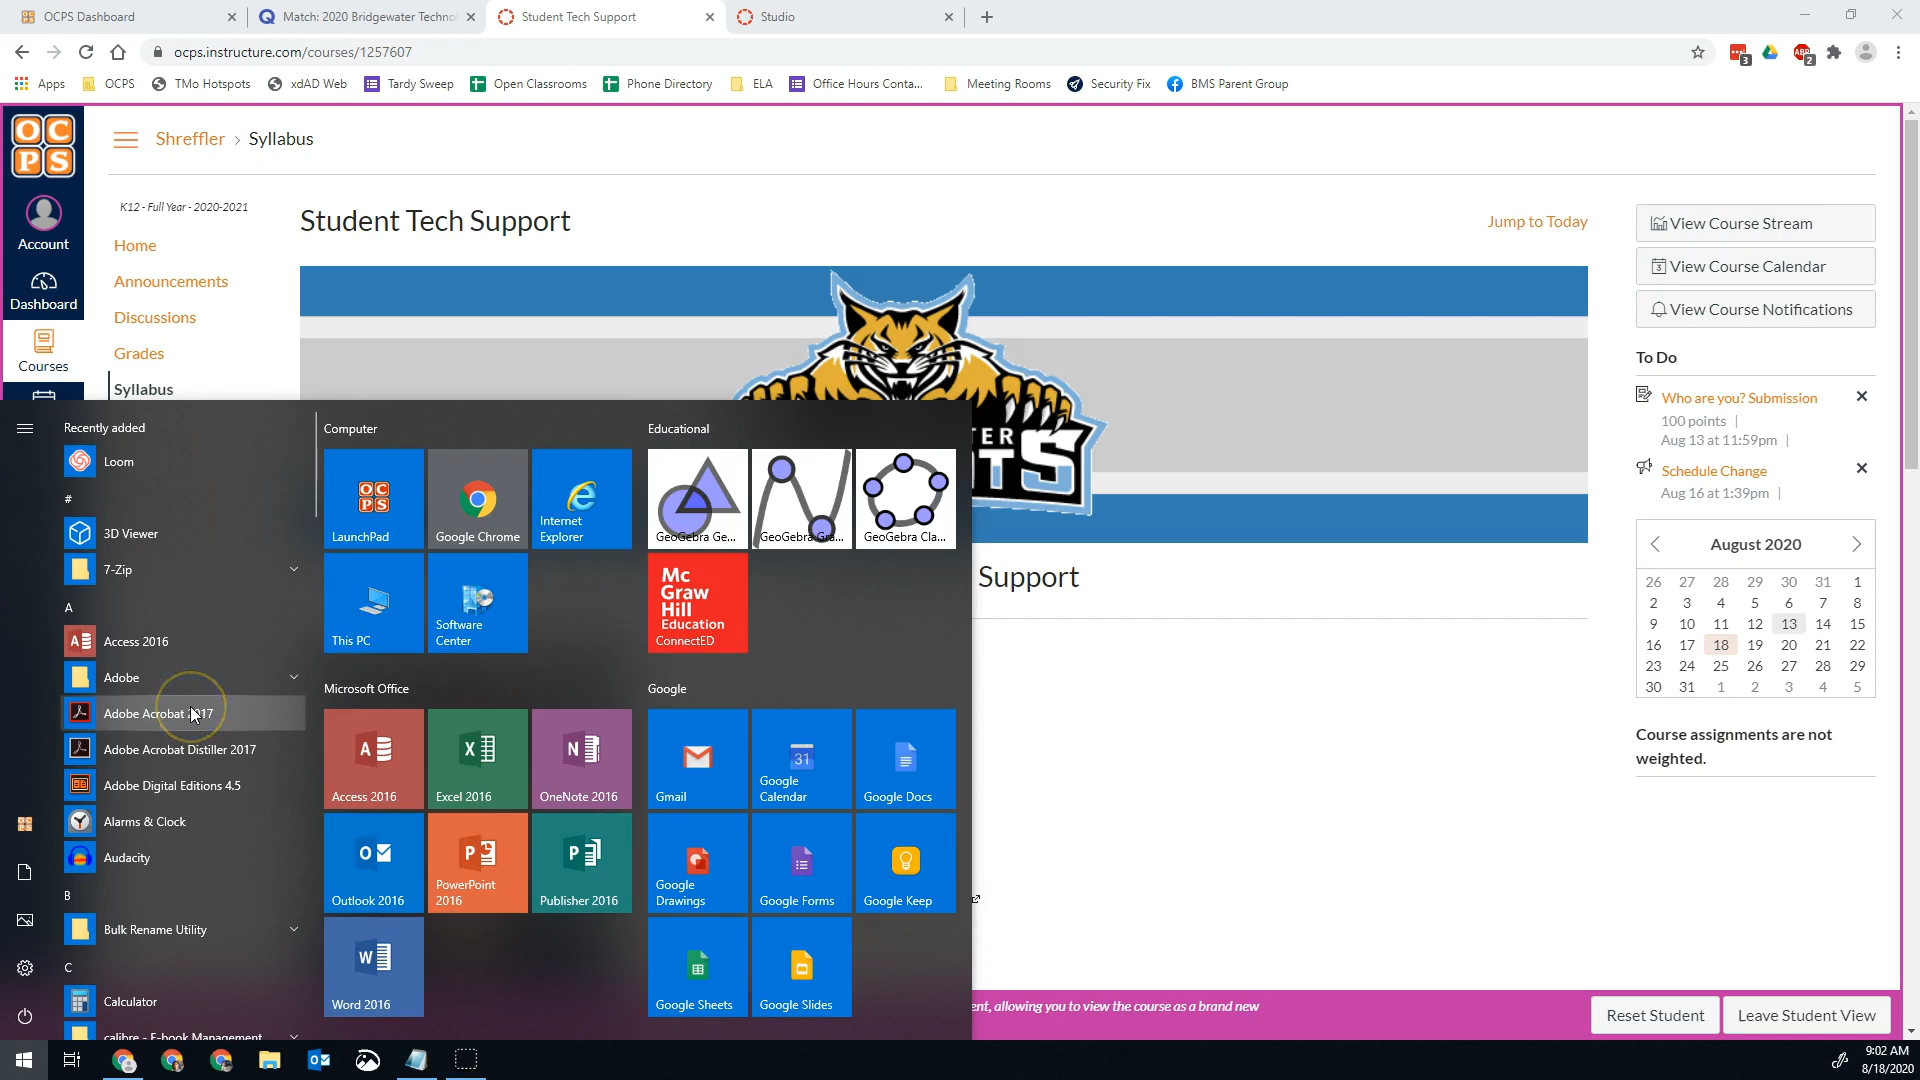 OCPS Dashboard
Match: 2020 Bridgewater Techno
Student Tech Support
Studio
ocps.instructure.com/courses/1257607
3
ABP
2
Apps
OCPS
TMo Hotspots
xdAD Web
Tardy Sweep
Open Classrooms
Phone Directory
ELA
Office Hours Conta...
Meeting Rooms
Security Fix
BMS Parent Group
OC
PS
Account
Dashboard
Courses
Shreffler › Syllabus
K12 - Full Year - 2020-2021
Home
Announcements
Discussions
Grades
Syllabus
Student Tech Support
Jump to Today
View Course Stream
View Course Calendar
View Course Notifications
To Do
Who are you? Submission
100 points |
Aug 13 at 11:59pm |
Schedule Change
Aug 16 at 1:39pm |
August 2020
26 27 28 29 30 31 1
2 3 4 5 6 7 8
9 10 11 12 13 14 15
16 17 18 19 20 21 22
23 24 25 26 27 28 29
30 31 1 2 3 4 5
Course assignments are not
weighted.
Support
Recently added
Loom
#
3D Viewer
7-Zip
A
Access 2016
Adobe
Adobe Acrobat 2017
Adobe Acrobat Distiller 2017
Adobe Digital Editions 4.5
Alarms & Clock
Audacity
B
Bulk Rename Utility
C
Calculator
calibre - E-book Management
Computer
LaunchPad
Google Chrome
Internet
Explorer
This PC
Software
Center
Educational
GeoGebra Ge...
GeoGebra Gra...
GeoGebra Cla...
Mc
Graw
Hill
Education
ConnectED
Microsoft Office
Access 2016
Excel 2016
OneNote 2016
Outlook 2016
PowerPoint
2016
Publisher 2016
Word 2016
Google
Gmail
31
Google
Calendar
Google Docs
Google
Drawings
Google Forms
Google Keep
Google Sheets
Google Slides
ent, allowing you to view the course as a brand new
Reset Student
Leave Student View
9:02 AM
8/18/2020